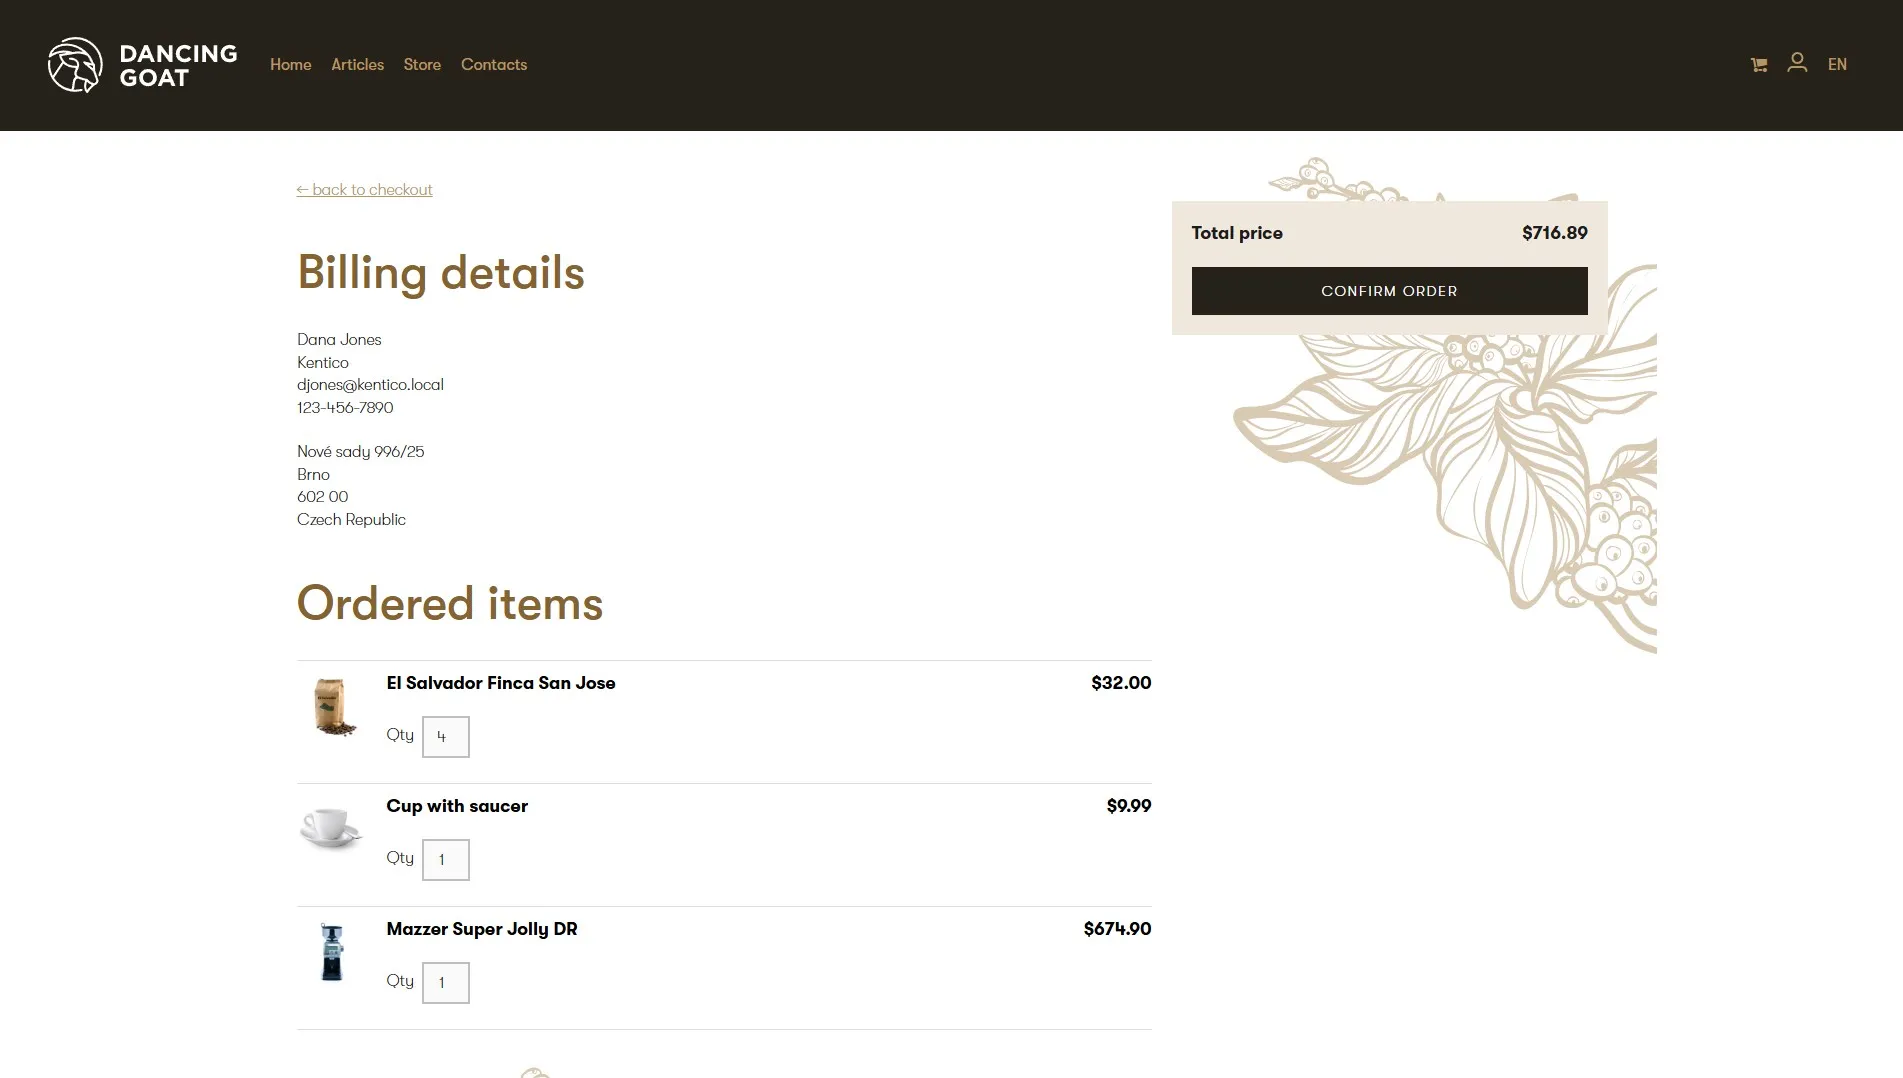 DANCING
GOAT
Home Articles Store Contacts
EN
← back to checkout
Billing details
Dana Jones
Kentico
djones@kentico.local
123-456-7890
Nové sady 996/25
Brno
602 00
Czech Republic
Total price $716.89
CONFIRM ORDER
Ordered items
El Salvador Finca San Jose $32.00
Qty 4
Cup with saucer $9.99
Qty 1
Mazzer Super Jolly DR $674.90
Qty 1